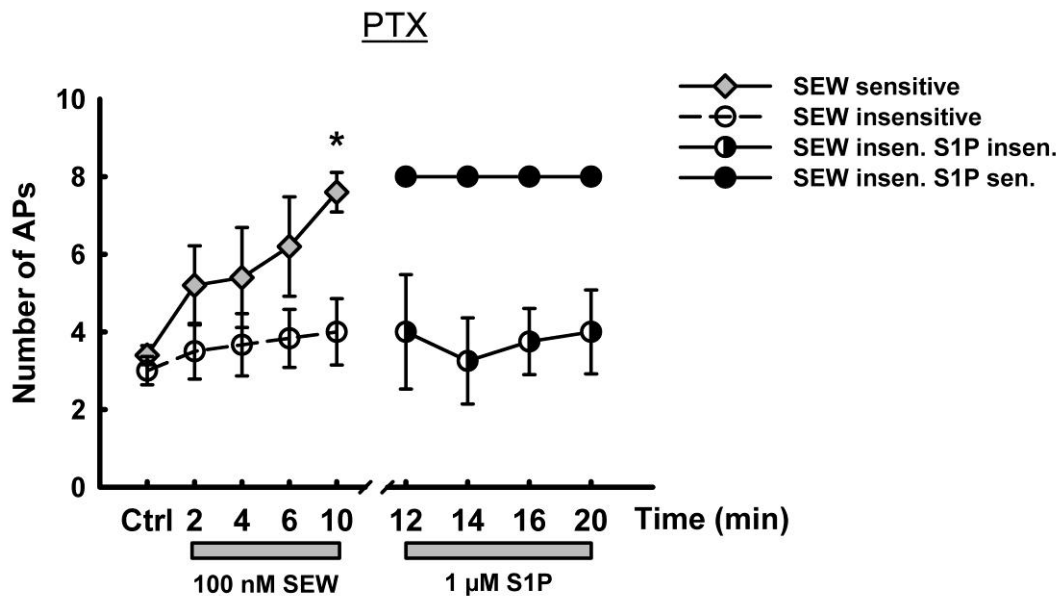 PTX
SEW sensitive
SEW insensitive
SEW insen. S1P insen.
SEW insen. S1P sen.
10
8
6
4
2
0
Number of APs
*
Ctrl 2 4 6 10 12 14 16 20 Time (min)
100 nM SEW 1 µM S1P